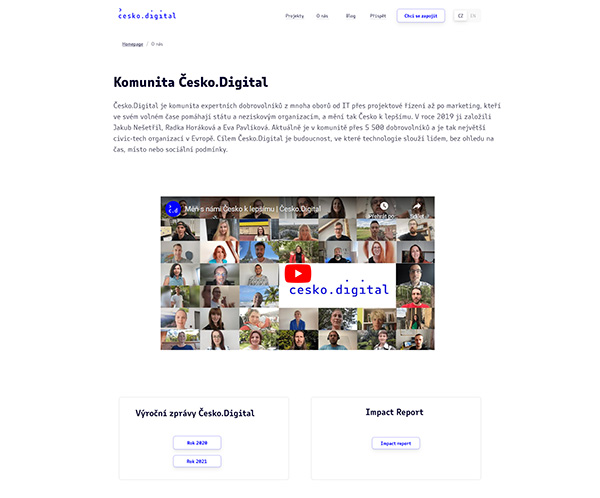 česko.digital
Projekty O nás Blog Přispět Chci se zapojit CZ EN
Homepage / O nás
Komunita Česko.Digital
Česko.Digital je komunita expertních dobrovolníků z mnoha oborů od IT přes projektové řízení až po marketing, kteří
ve svém volném čase pomáhají státu a neziskovým organizacím, a mění tak Česko k lepšímu. V roce 2019 ji založili
Jakub Nešetřil, Radka Horáková a Eva Pavlíková. Aktuálně je v komunitě přes 5 500 dobrovolníků a je tak největší
civic-tech organizací v Evropě. Cílem Česko.Digital je budoucnost, ve které technologie slouží lidem, bez ohledu na
čas, místo nebo sociální podmínky.
č.d
Měň s námi Česko k lepšímu | Česko.Digital
Přehrát po... Sdílet
česko.digital
Výroční zprávy Česko.Digital
Rok 2020
Rok 2021
Impact Report
Impact report